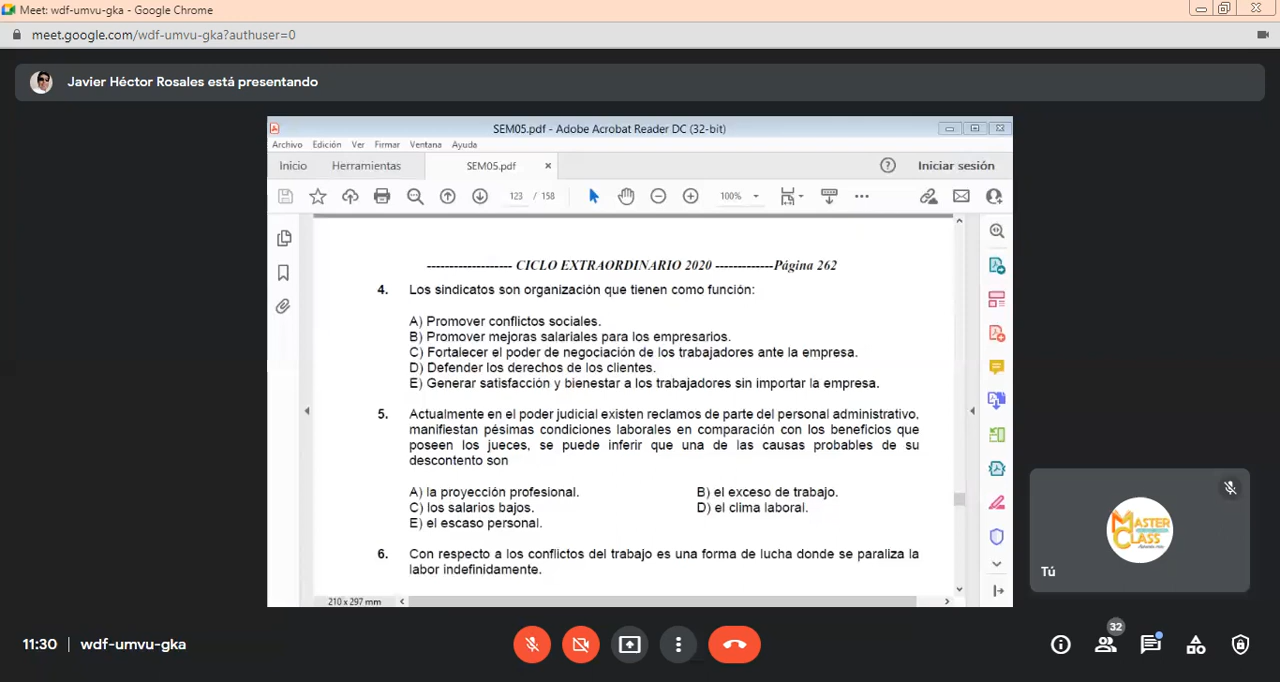 Meet: wdf-umvu-gka - Google Chrome
meet.google.com/wdf-umvu-gka?authuser=0
Javier Héctor Rosales está presentando
SEM05.pdf - Adobe Acrobat Reader DC (32-bit)
Archivo Edición Ver Firmar Ventana Ayuda
Inicio Herramientas SEM05.pdf × Iniciar sesión
123 / 158 100%
------------------- CICLO EXTRAORDINARIO 2020 -------------Página 262
4. Los sindicatos son organización que tienen como función:
A) Promover conflictos sociales.
B) Promover mejoras salariales para los empresarios.
C) Fortalecer el poder de negociación de los trabajadores ante la empresa.
D) Defender los derechos de los clientes.
E) Generar satisfacción y bienestar a los trabajadores sin importar la empresa.
5. Actualmente en el poder judicial existen reclamos de parte del personal administrativo,
manifiestan pésimas condiciones laborales en comparación con los beneficios que
poseen los jueces, se puede inferir que una de las causas probables de su
descontento son
A) la proyección profesional. B) el exceso de trabajo.
C) los salarios bajos. D) el clima laboral.
E) el escaso personal.
6. Con respecto a los conflictos del trabajo es una forma de lucha donde se paraliza la
labor indefinidamente.
210 x 297 mm
MASTER
CLASS
Tú
11:30 | wdf-umvu-gka
32